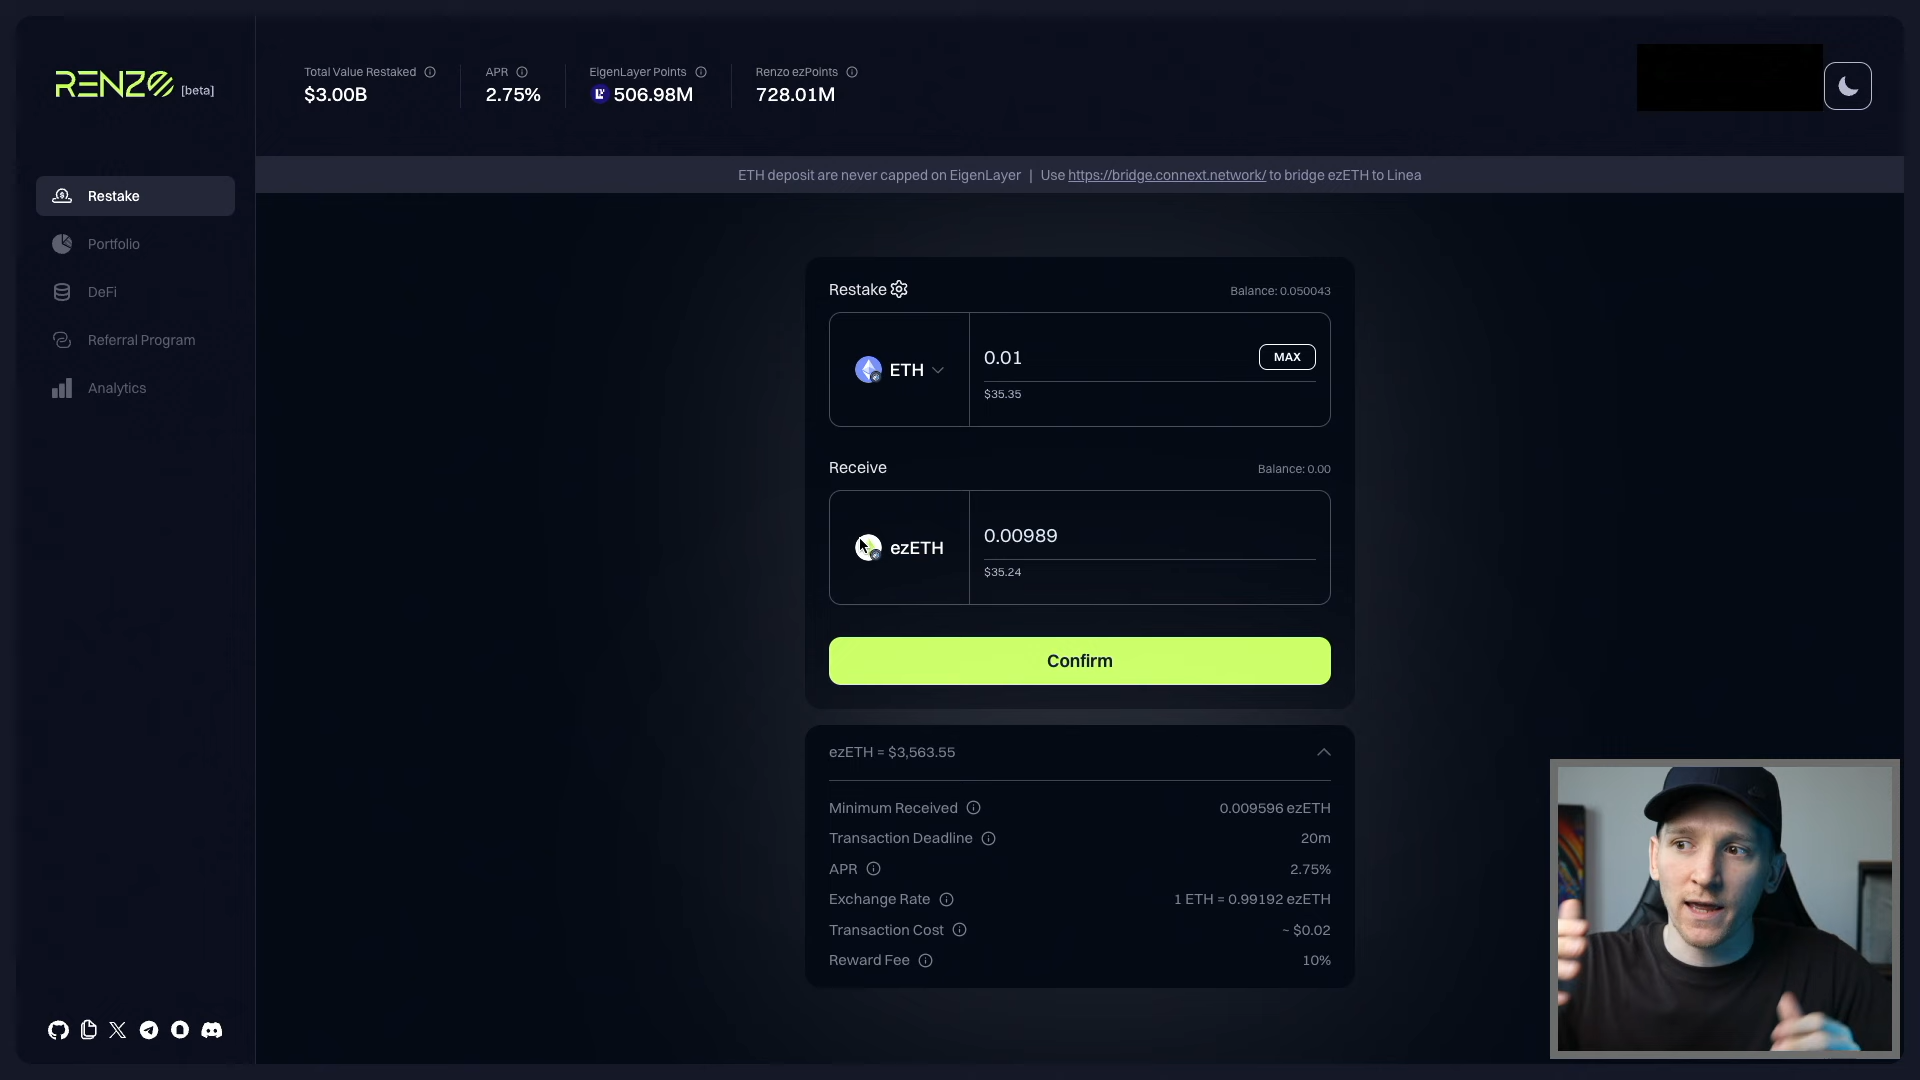 RENZO [beta]
Total Value Restaked
$3.00B
APR
2.75%
EigenLayer Points
506.98M
Renzo ezPoints
728.01M
ETH deposit are never capped on EigenLayer | Use https://bridge.connext.network/ to bridge ezETH to Linea
Restake
Portfolio
DeFi
Referral Program
Analytics
Restake
Balance: 0.050043
ETH
0.01
MAX
$35.35
Receive
Balance: 0.00
ezETH
0.00989
$35.24
Confirm
ezETH = $3,563.55
Minimum Received
0.009596 ezETH
Transaction Deadline
20m
APR
2.75%
Exchange Rate
1 ETH = 0.99192 ezETH
Transaction Cost
~ $0.02
Reward Fee
10%